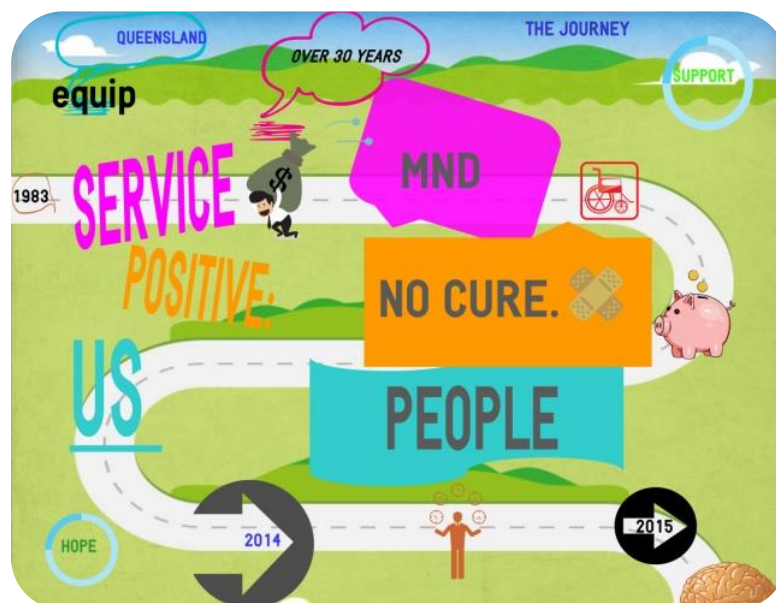 QUEENSLAND
OVER 30 YEARS
THE JOURNEY
SUPPORT
equip
1983
SERVICE
$
MND
POSITIVE:
NO CURE.
US
PEOPLE
HOPE
2014
2015